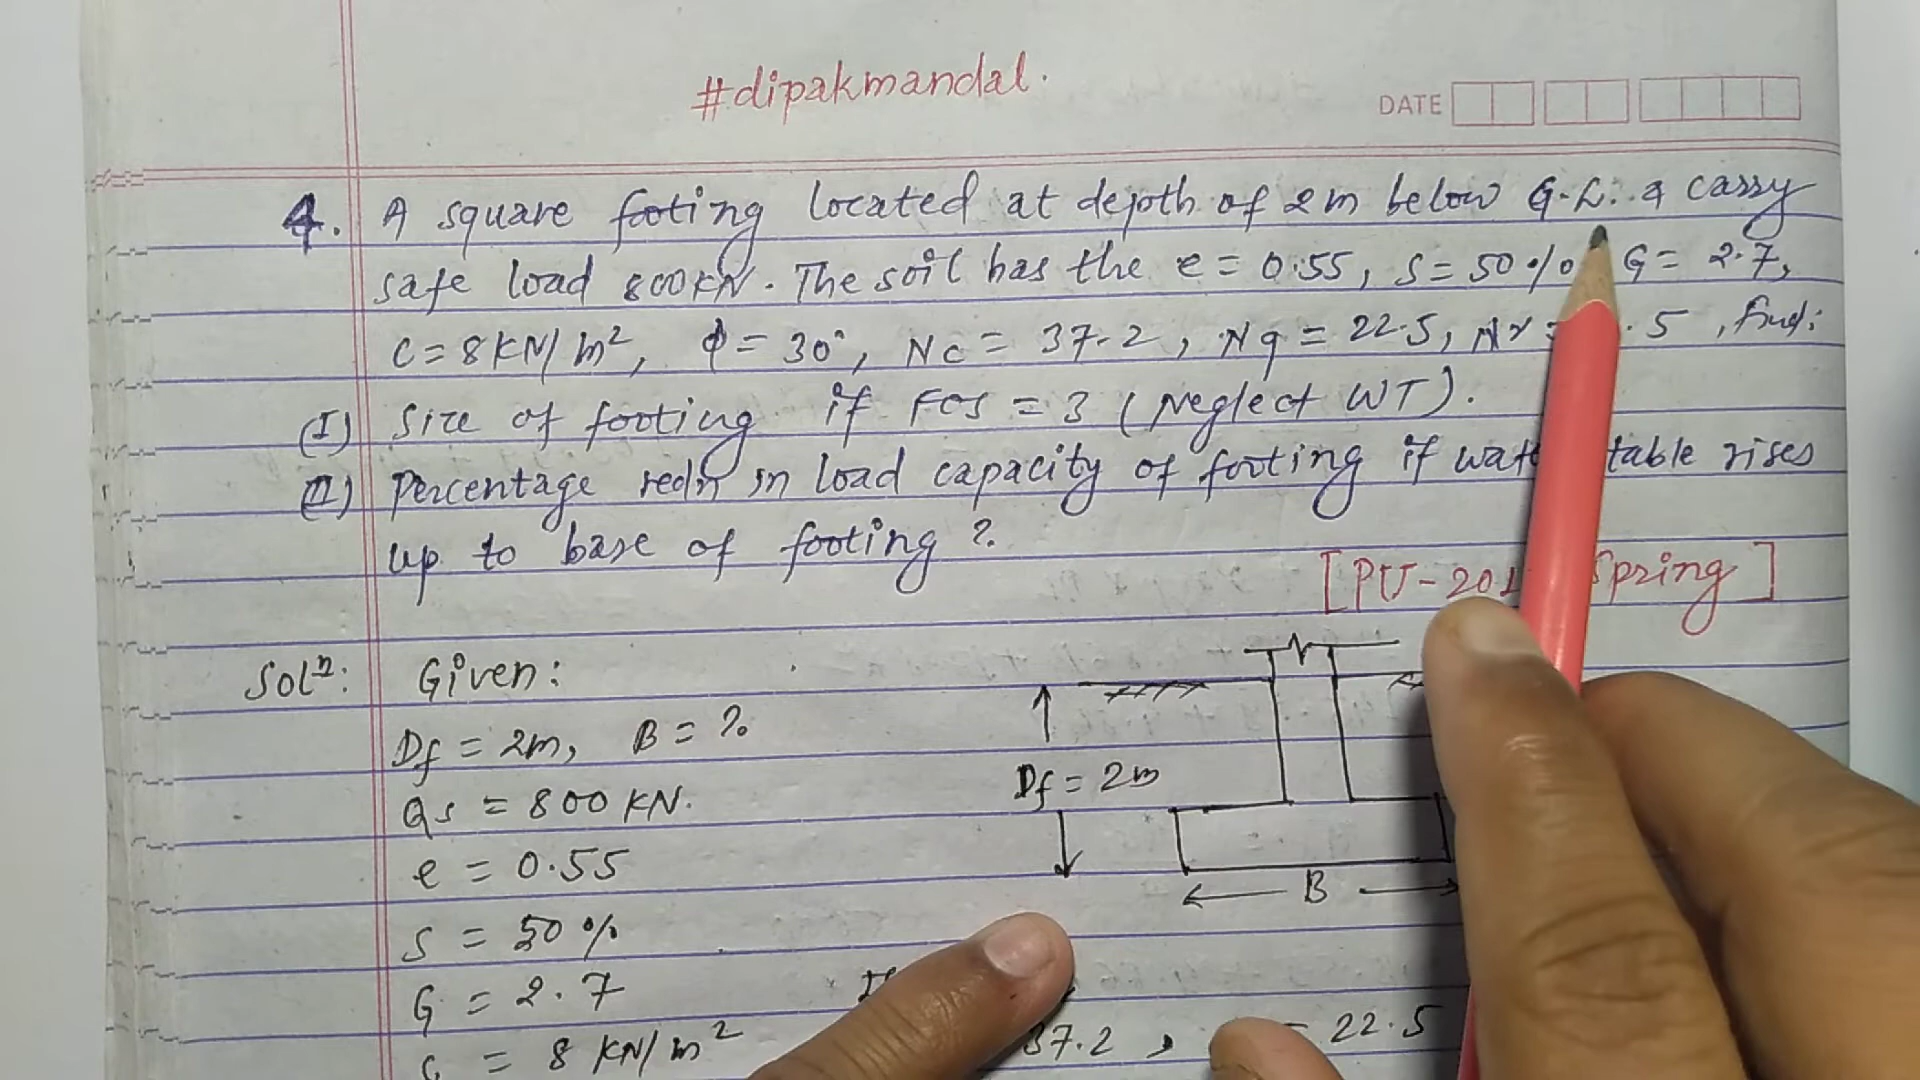 #dipakmandal.
DATE
4. A square footing located at depth of 2m below G.L. & carry
safe load 800KN. The soil has the e = 0.55, S = 50% G = 2.7,
C = 8KN/m², ϕ = 30°, Nc = 37.2, Nq = 22.5, Nγ = .5, find:
(I) Size of footing if FOS = 3 (Neglect WT).
(II) Percentage redn in load capacity of footing if table rises
up to base of footing ?.
[PU- Spring]
Solⁿ: Given:
Df = 2m, B = ?
Qs = 800 KN.
e = 0.55
S = 50%
G = 2.7
C = 8 KN/m²
Df = 2m
B
37.2, = 22.5